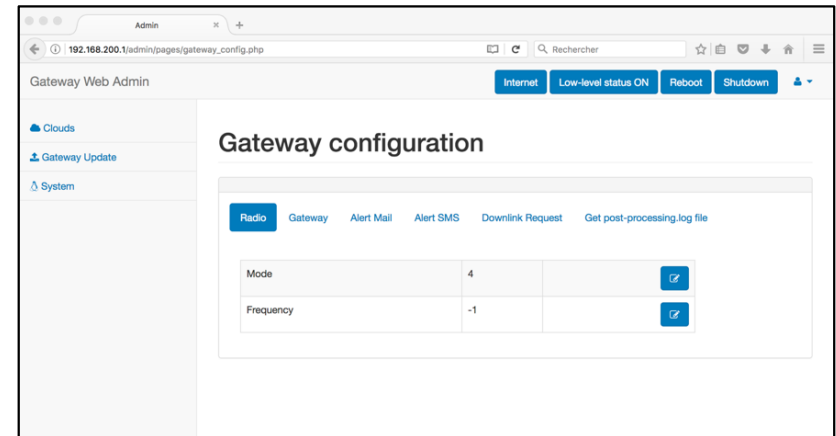 Admin
192.168.200.1/admin/pages/gateway_config.php
Rechercher
Gateway Web Admin
Internet
Low-level status ON
Reboot
Shutdown
Clouds
Gateway Update
System
Gateway configuration
Radio
Gateway
Alert Mail
Alert SMS
Downlink Request
Get post-processing.log file
Mode 4
Frequency -1